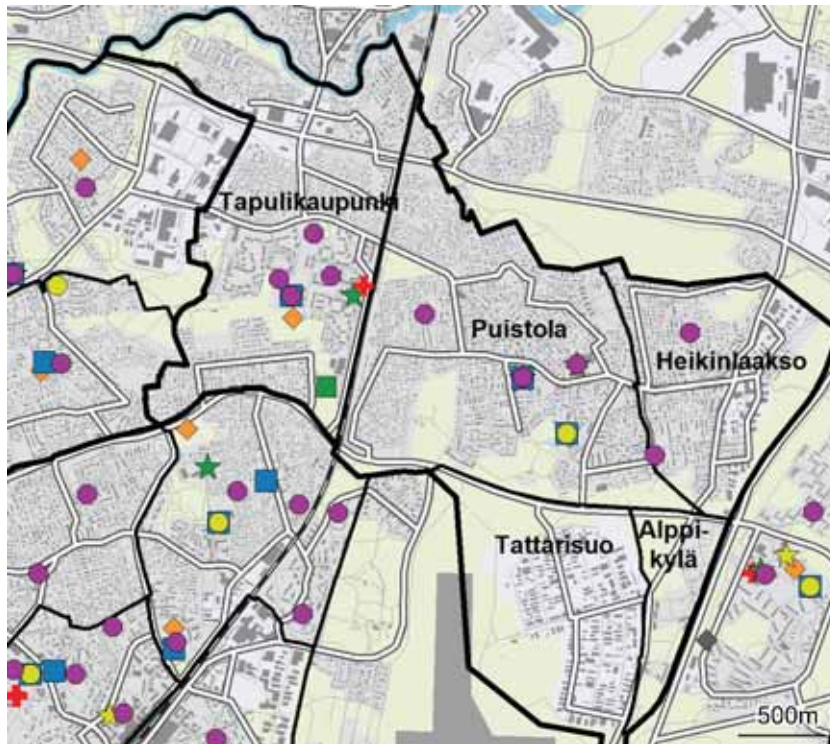 Tapulikaupunki
Puistola
Heikinlaakso
Tattarisuo
Alppi-
kylä
500m